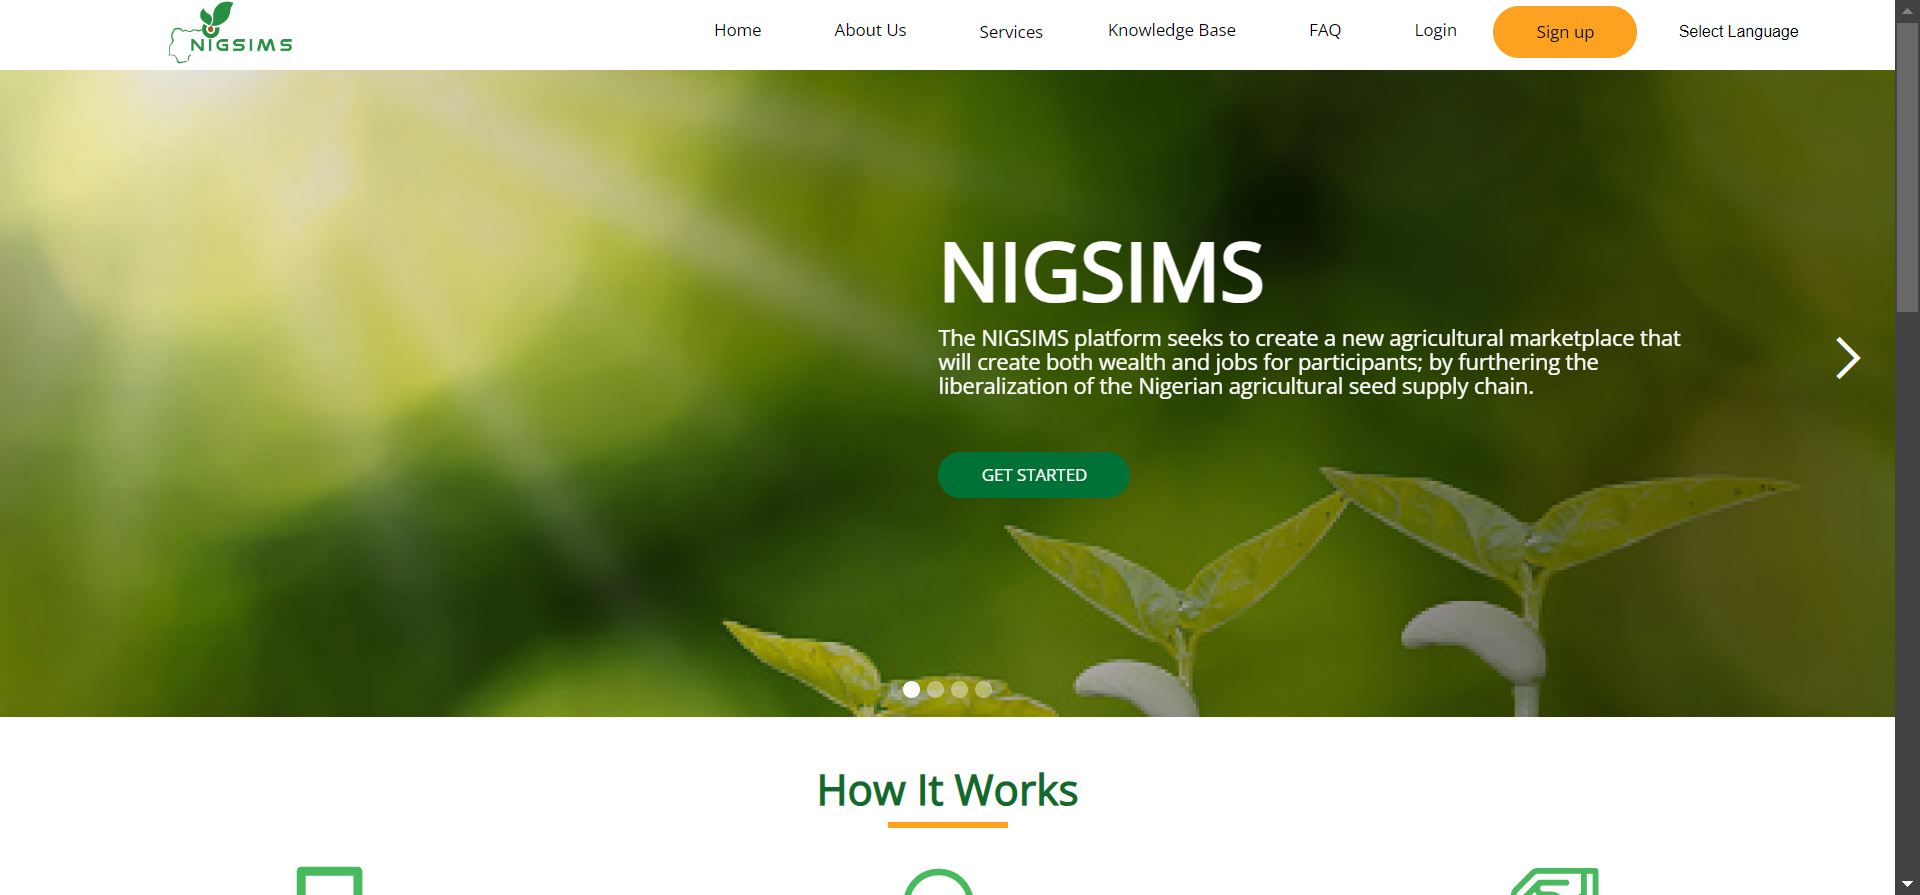 NIGSIMS
Home
About Us
Services
Knowledge Base
FAQ
Login
Sign up
Select Language
NIGSIMS
The NIGSIMS platform seeks to create a new agricultural marketplace that
will create both wealth and jobs for participants; by furthering the
liberalization of the Nigerian agricultural seed supply chain.
GET STARTED
How It Works